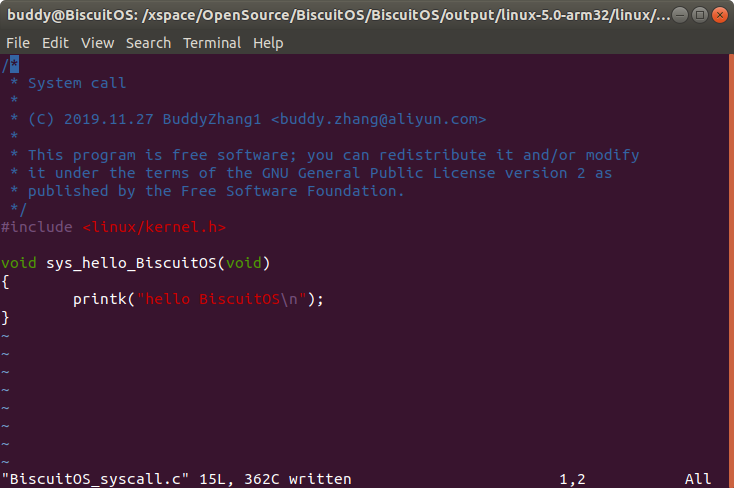 buddy@BiscuitOS: /xspace/OpenSource/BiscuitOS/BiscuitOS/output/linux-5.0-arm32/linux/...
File Edit View Search Terminal Help
/*
 * System call
 *
 * (C) 2019.11.27 BuddyZhang1 <buddy.zhang@aliyun.com>
 *
 * This program is free software; you can redistribute it and/or modify
 * it under the terms of the GNU General Public License version 2 as
 * published by the Free Software Foundation.
 */
#include <linux/kernel.h>

void sys_hello_BiscuitOS(void)
{
        printk("hello BiscuitOS\n");
}
~
~
~
~
~
~
~
~
"BiscuitOS_syscall.c" 15L, 362C written 1,2 All